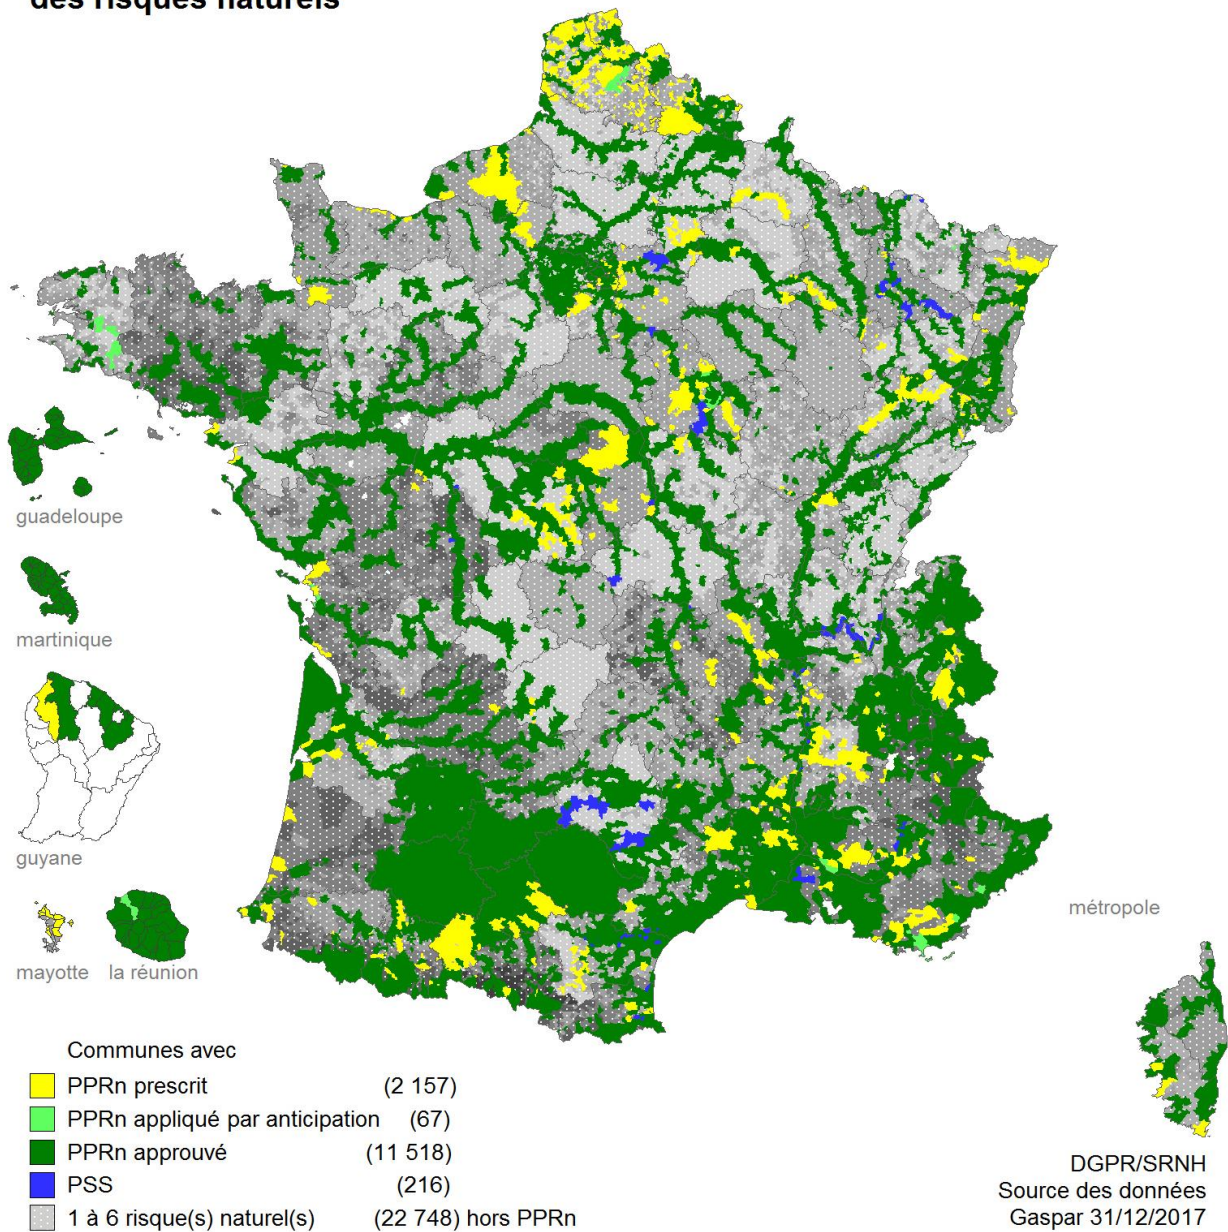 des risques naturels
guadeloupe
martinique
guyane
mayotte
la réunion
métropole
Communes avec
PPRn prescrit (2 157)
PPRn appliqué par anticipation (67)
PPRn approuvé (11 518)
PSS (216)
1 à 6 risque(s) naturel(s) (22 748) hors PPRn
DGPR/SRNH
Source des données
Gaspar 31/12/2017